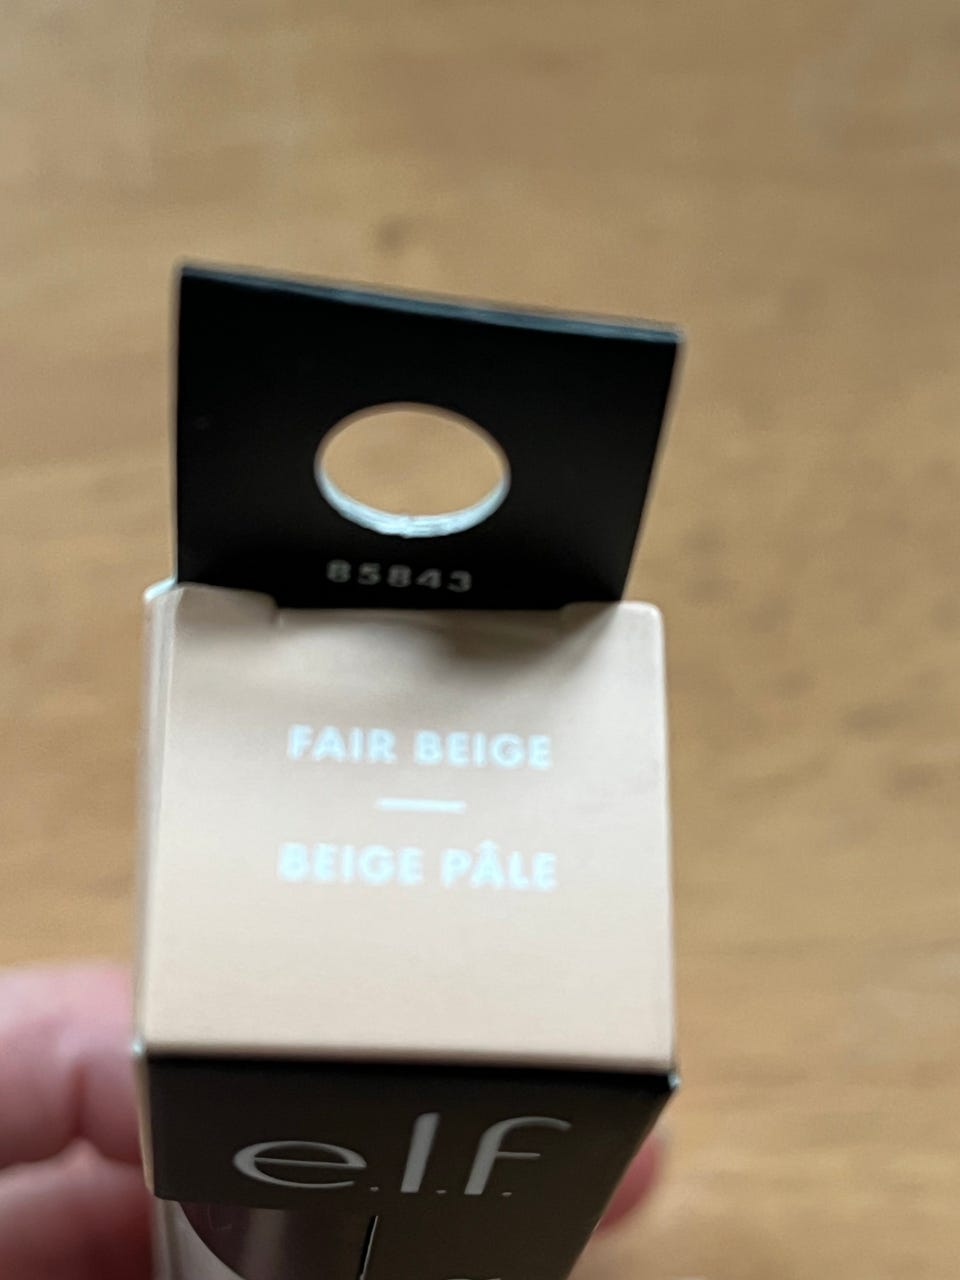 85843
FAIR BEIGE
BEIGE PÂLE
e.l.f.